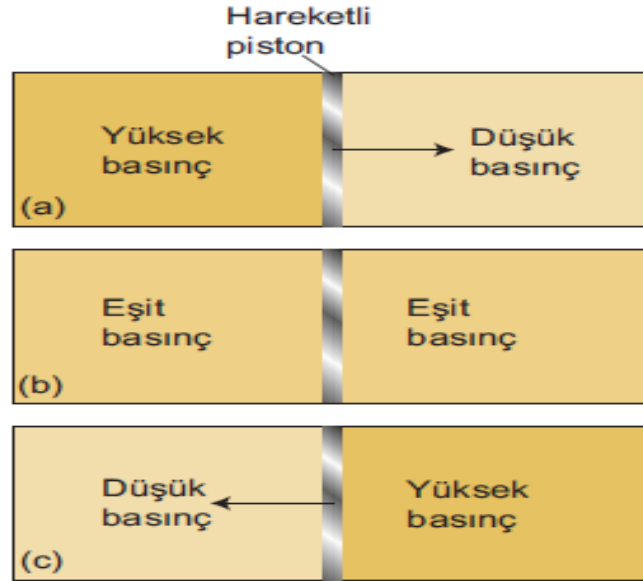 Hareketli
piston
Yüksek
basınç
Düşük
basınç
(a)
Eşit
basınç
Eşit
basınç
(b)
Düşük
basınç
Yüksek
basınç
(c)